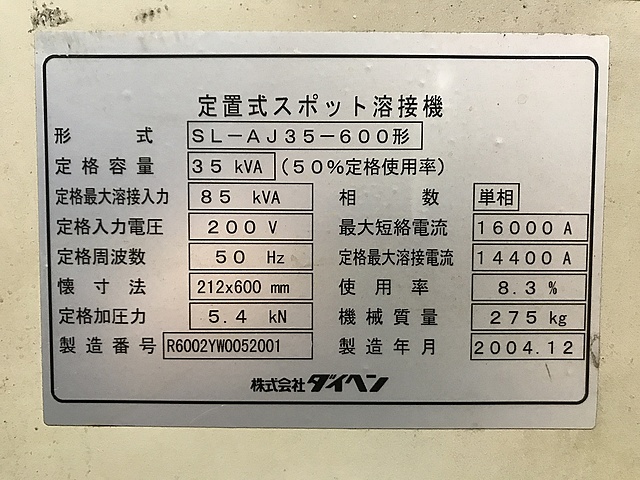 定置式スポット溶接機
形式 SL-AJ35-600形
定格容量 35 kVA (50%定格使用率)
定格最大溶接入力 85 kVA 相数 単相
定格入力電圧 200 V 最大短絡電流 16000 A
定格周波数 50 Hz 定格最大溶接電流 14400 A
懐寸法 212x600 mm 使用率 8.3 %
定格加圧力 5.4 kN 機械質量 275 kg
製造番号 R6002YW0052001 製造年月 2004.12
株式会社ダイヘン